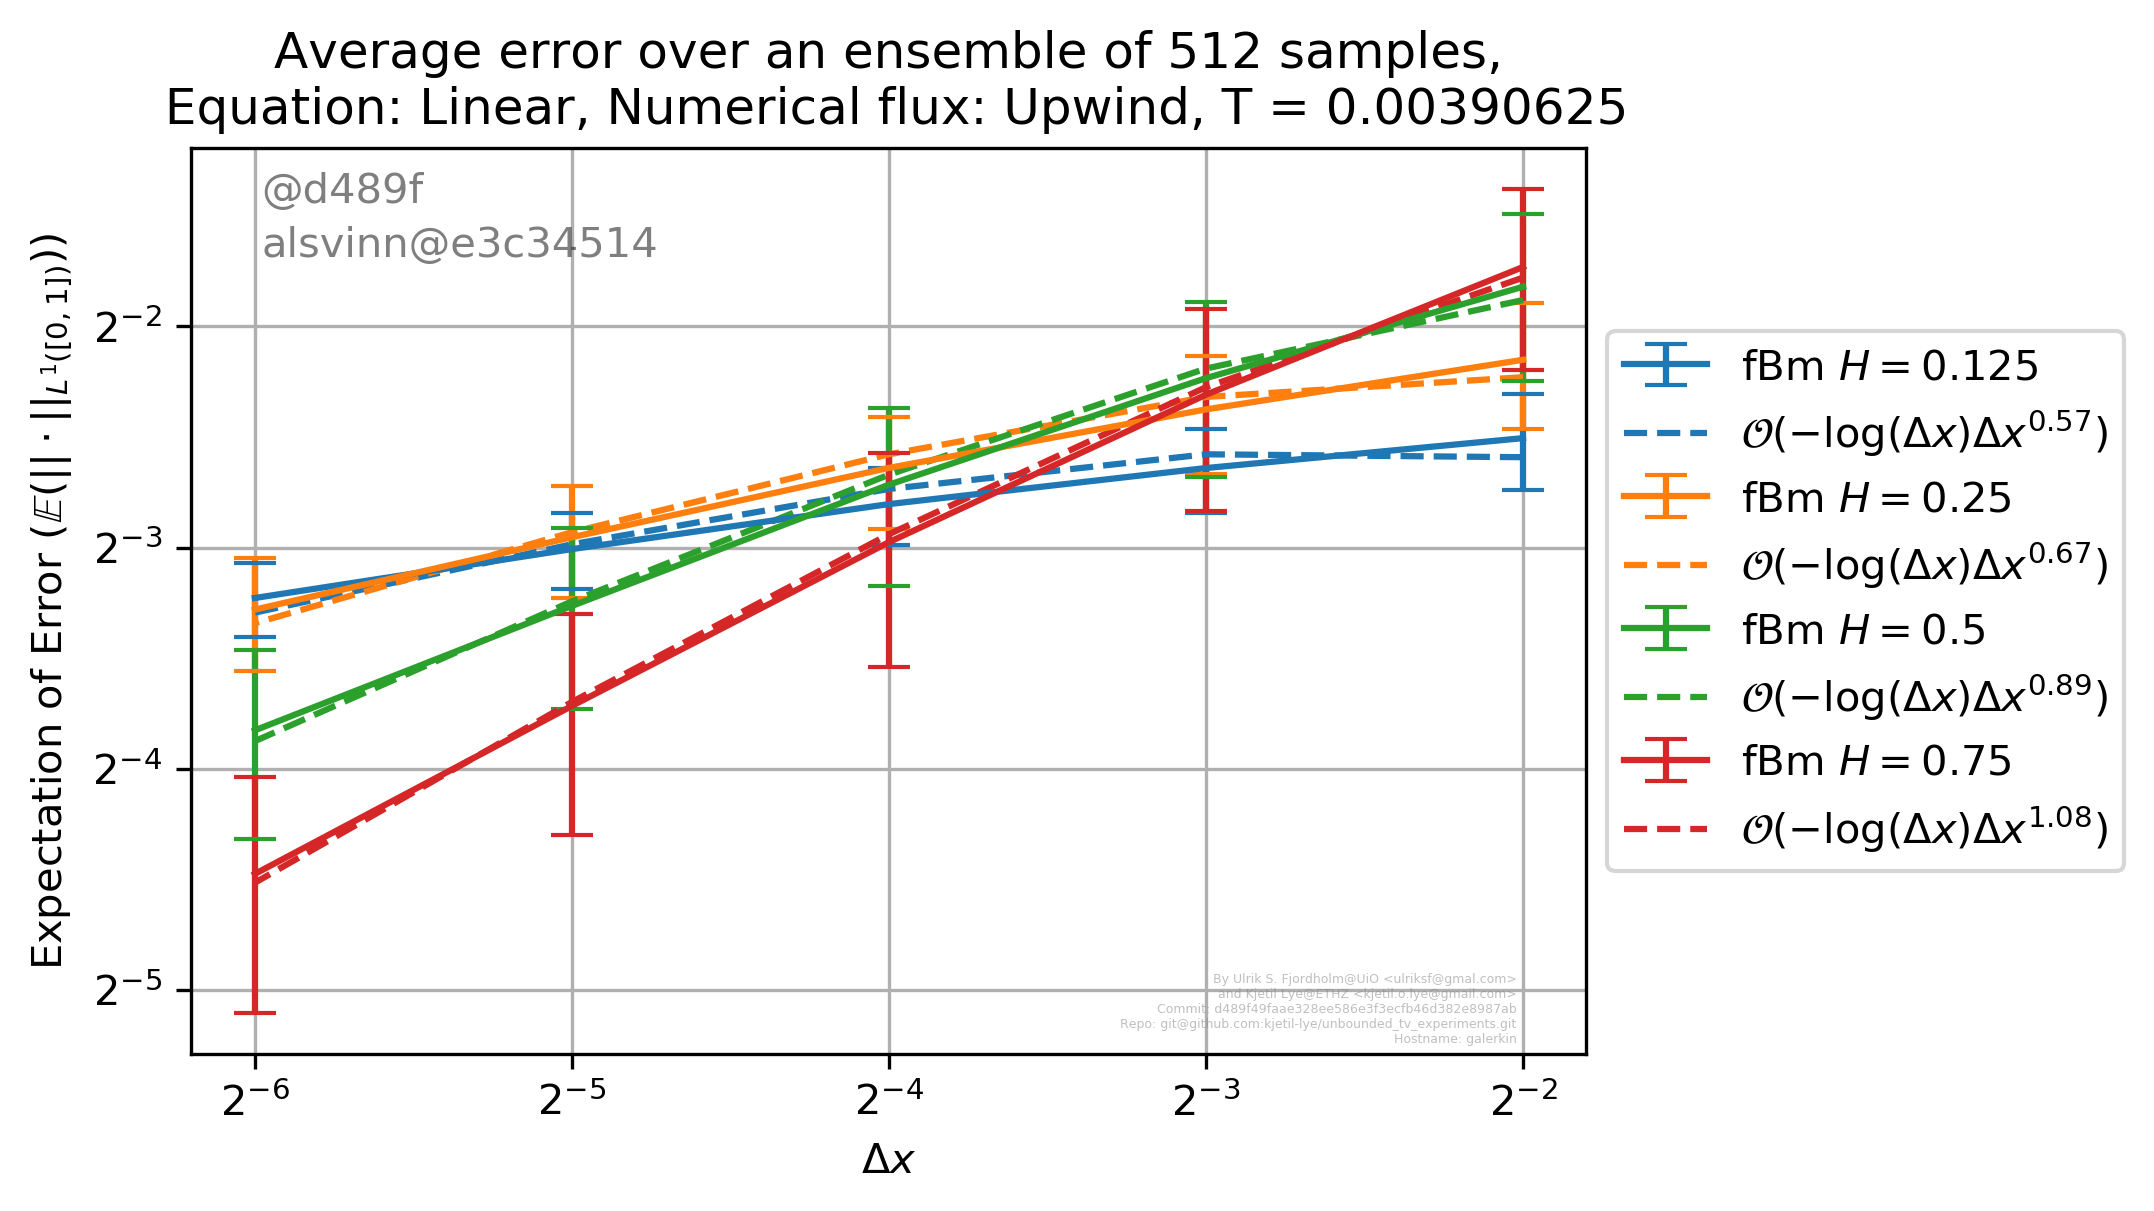 Average error over an ensemble of 512 samples,
Equation: Linear, Numerical flux: Upwind, T = 0.00390625
@d489f
alsvinn@e3c34514
Expectation of Error (𝔼(||·||_{L^1([0,1])}))
2^{−2}
2^{−3}
2^{−4}
2^{−5}
2^{−6}
2^{−5}
2^{−4}
2^{−3}
2^{−2}
Δx
fBm H = 0.125
𝒪(−log(Δx)Δx^{0.57})
fBm H = 0.25
𝒪(−log(Δx)Δx^{0.67})
fBm H = 0.5
𝒪(−log(Δx)Δx^{0.89})
fBm H = 0.75
𝒪(−log(Δx)Δx^{1.08})
By Ulrik S. Fjordholm@UiO <ulriksf@gmal.com>
and Kjetil Lye@ETHZ <kjetil.o.lye@gmail.com>
Commit: d489f49faae328ee586e3f3ecfb46d382e8987ab
Repo: git@github.com:kjetil-lye/unbounded_tv_experiments.git
Hostname: galerkin